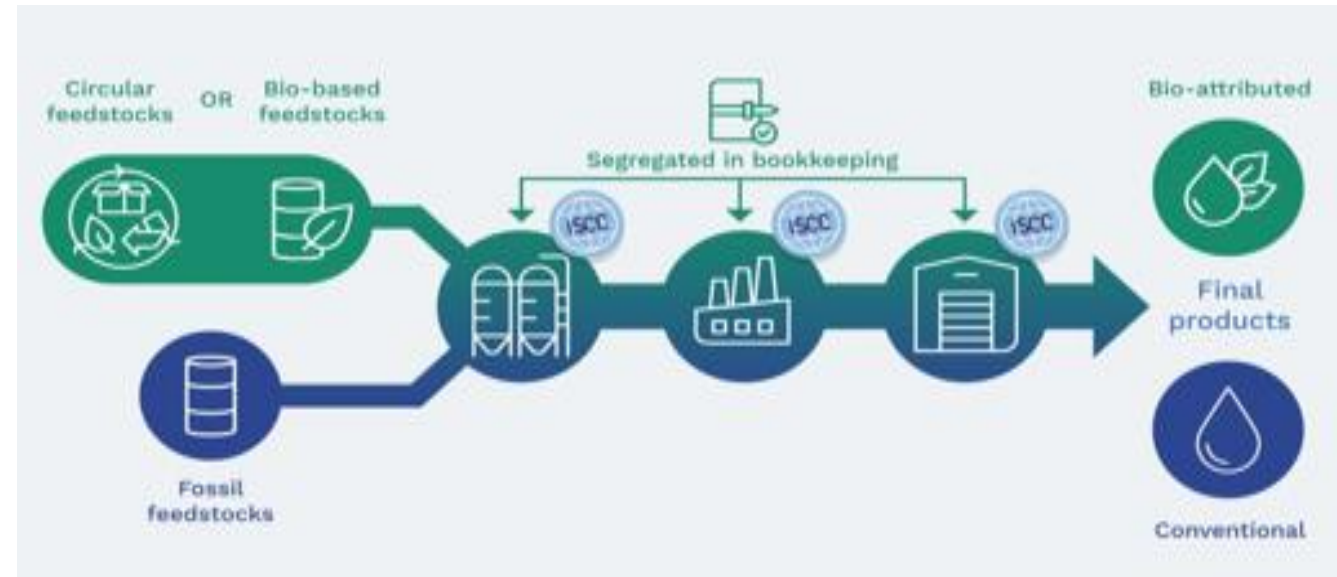 Circular
feedstocks
OR
Bio-based
feedstocks
Segregated in bookkeeping
ISCC
ISCC
ISCC
Bio-attributed
Final
products
Fossil
feedstocks
Conventional